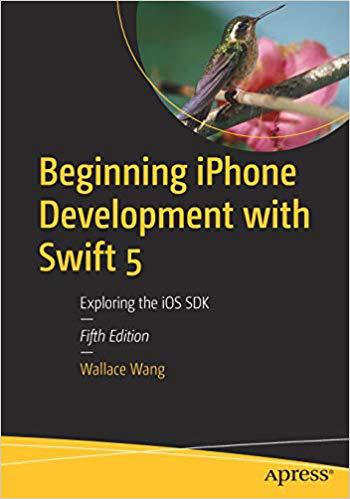 Beginning iPhone
Development with
Swift 5
Exploring the iOS SDK
—
Fifth Edition
—
Wallace Wang
Apress®